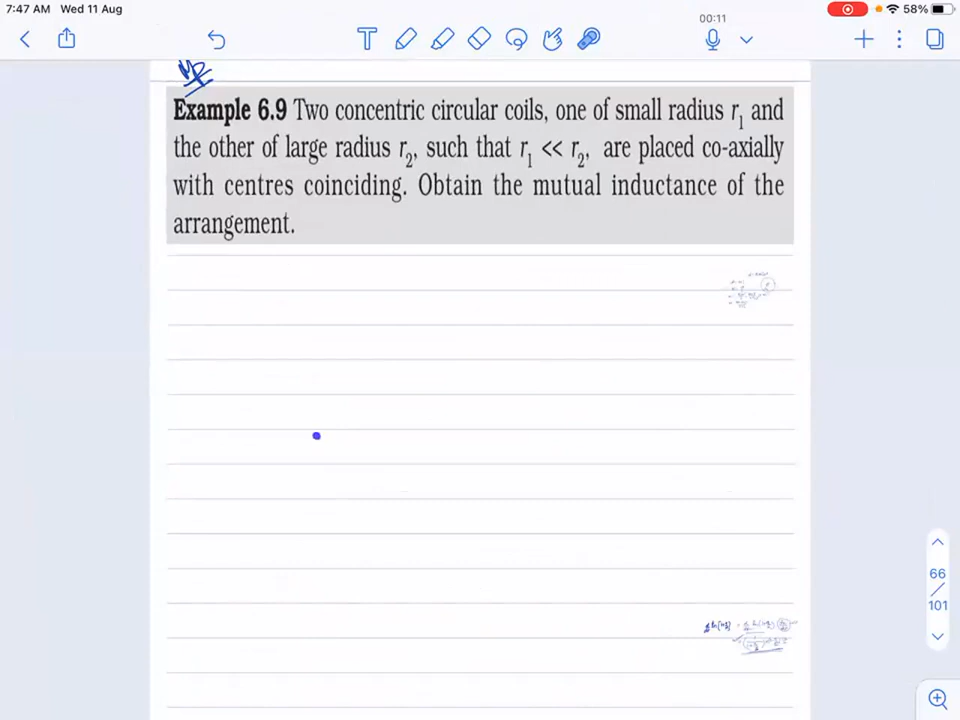 7:47 AM Wed 11 Aug
58%
00:11
T
Example 6.9 Two concentric circular coils, one of small radius r₁ and
the other of large radius r₂, such that r₁ << r₂, are placed co-axially
with centres coinciding. Obtain the mutual inductance of the
arrangement.
66
/
101